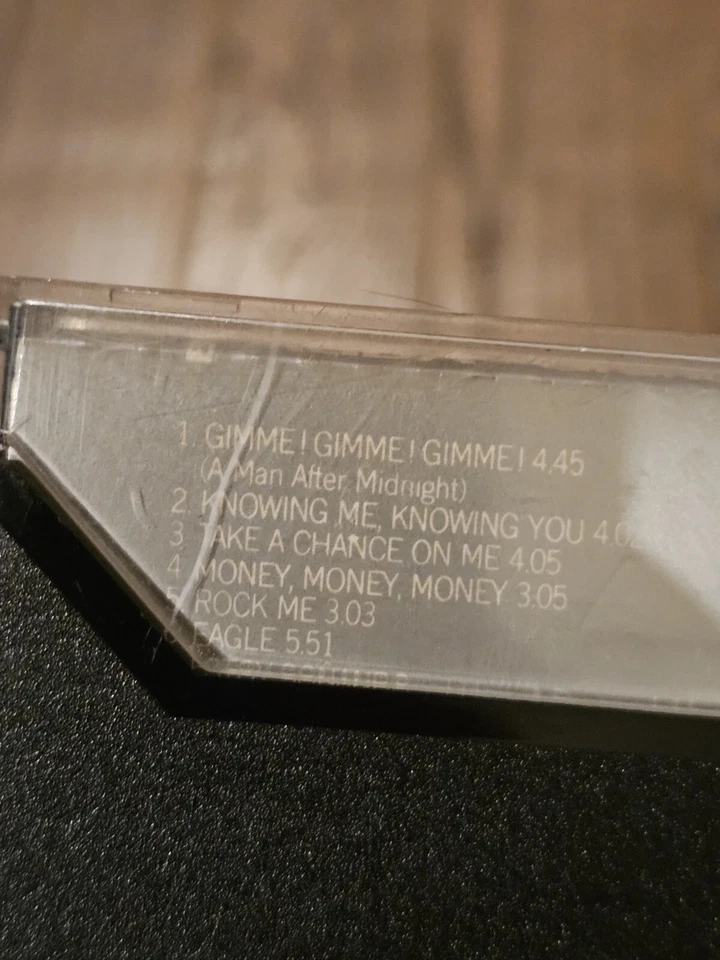 1. GIMME! GIMME! GIMME! 4.45
(A Man After Midnight)
2. KNOWING ME, KNOWING YOU
3. TAKE A CHANCE ON ME 4.05
4. MONEY, MONEY, MONEY 3.05
5. ROCK ME 3.03
EAGLE 5.51